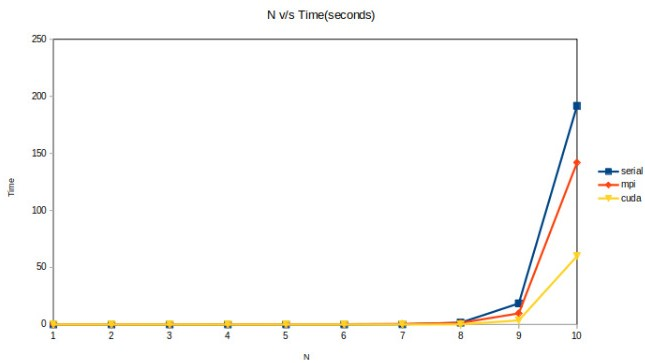 N v/s Time(seconds)
250
200
150
100
50
0
Time
1 2 3 4 5 6 7 8 9 10
N
serial
mpi
cuda